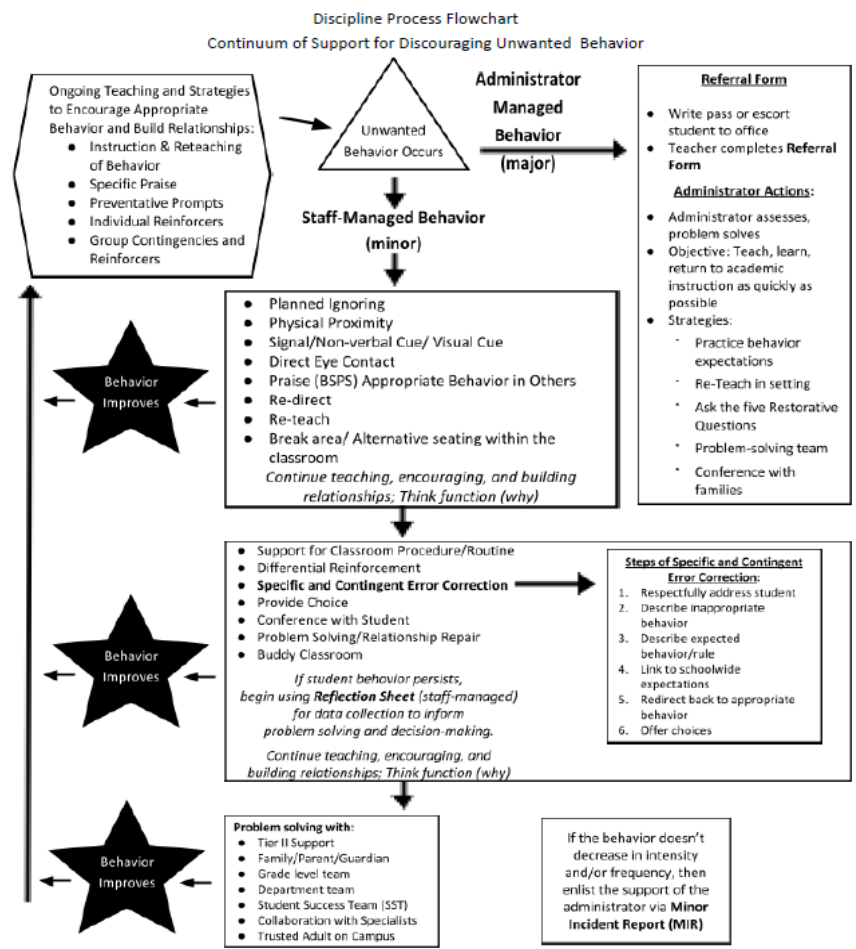 Discipline Process Flowchart
Continuum of Support for Discouraging Unwanted Behavior
Ongoing Teaching and Strategies
to Encourage Appropriate
Behavior and Build Relationships:
● Instruction & Reteaching
of Behavior
● Specific Praise
● Preventative Prompts
● Individual Reinforcers
● Group Contingencies and
Reinforcers
Unwanted
Behavior Occurs
Administrator
Managed
Behavior
(major)
Referral Form
● Write pass or escort
student to office
● Teacher completes Referral
Form
Administrator Actions:
● Administrator assesses,
problem solves
● Objective: Teach, learn,
return to academic
instruction as quickly as
possible
● Strategies:
- Practice behavior
expectations
- Re-Teach in setting
- Ask the five Restorative
Questions
- Problem-solving team
- Conference with
families
Staff-Managed Behavior
(minor)
● Planned Ignoring
● Physical Proximity
● Signal/Non-verbal Cue/ Visual Cue
● Direct Eye Contact
● Praise (BSPS) Appropriate Behavior in Others
● Re-direct
● Re-teach
● Break area/ Alternative seating within the
classroom
Continue teaching, encouraging, and building
relationships; Think function (why)
Behavior
Improves
● Support for Classroom Procedure/Routine
● Differential Reinforcement
● Specific and Contingent Error Correction
● Provide Choice
● Conference with Student
● Problem Solving/Relationship Repair
● Buddy Classroom
If student behavior persists,
begin using Reflection Sheet (staff-managed)
for data collection to inform
problem solving and decision-making.
Continue teaching, encouraging, and
building relationships; Think function (why)
Steps of Specific and Contingent
Error Correction:
1. Respectfully address student
2. Describe inappropriate
behavior
3. Describe expected
behavior/rule
4. Link to schoolwide
expectations
5. Redirect back to appropriate
behavior
6. Offer choices
Behavior
Improves
Problem solving with:
● Tier II Support
● Family/Parent/Guardian
● Grade level team
● Department team
● Student Success Team (SST)
● Collaboration with Specialists
● Trusted Adult on Campus
Behavior
Improves
If the behavior doesn't
decrease in intensity
and/or frequency, then
enlist the support of the
administrator via Minor
Incident Report (MIR)